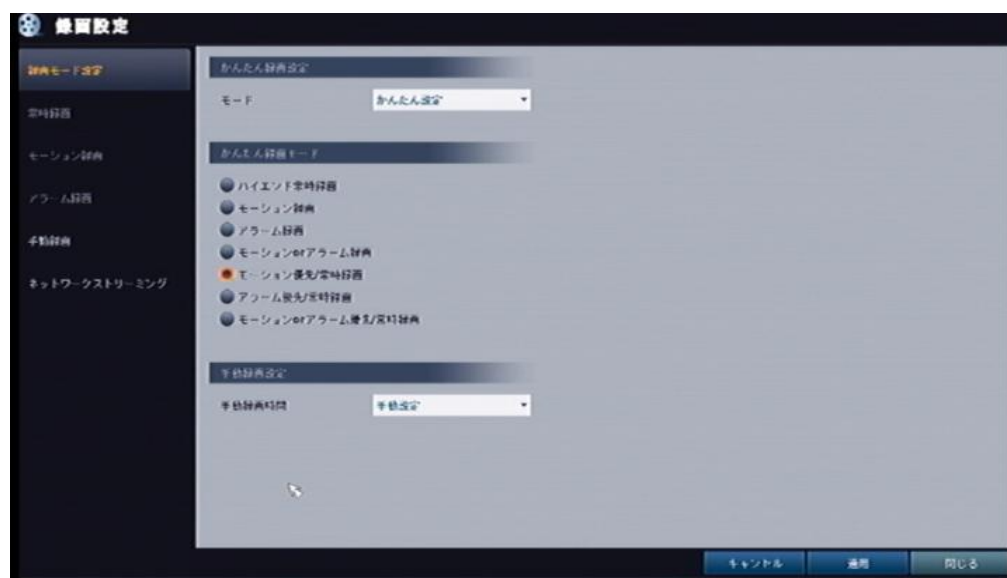 録画設定
録画モード設定
常時録画
モーション録画
アラーム録画
手動録画
ネットワークストリーミング
かんたん録画設定
モード
かんたん設定
かんたん録画モード
ハイエンド常時録画
モーション録画
アラーム録画
モーションorアラーム録画
モーション優先/常時録画
アラーム優先/常時録画
モーションorアラーム優先/常時録画
手動録画設定
手動録画時間
手動設定
キャンセル
適用
閉じる